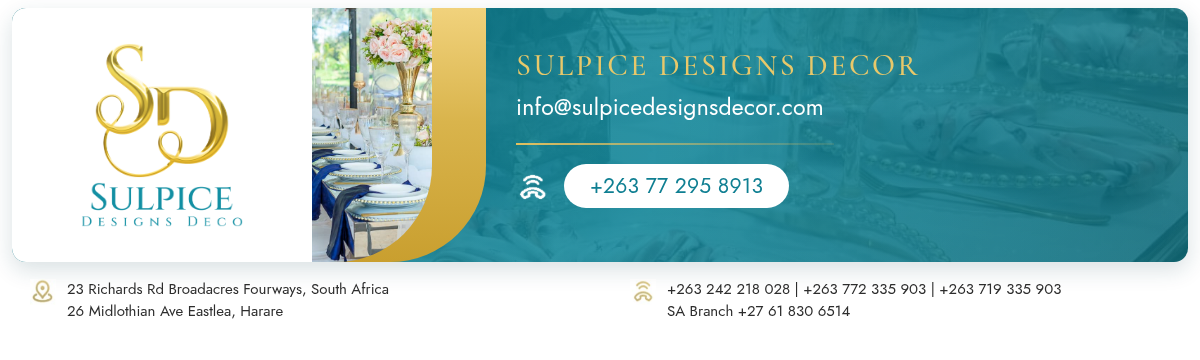 SD
SULPICE
DESIGNS DECO
SULPICE DESIGNS DECOR
info@sulpicedesignsdecor.com
+263 77 295 8913
23 Richards Rd Broadacres Fourways, South Africa
26 Midlothian Ave Eastlea, Harare
+263 242 218 028 | +263 772 335 903 | +263 719 335 903
SA Branch +27 61 830 6514